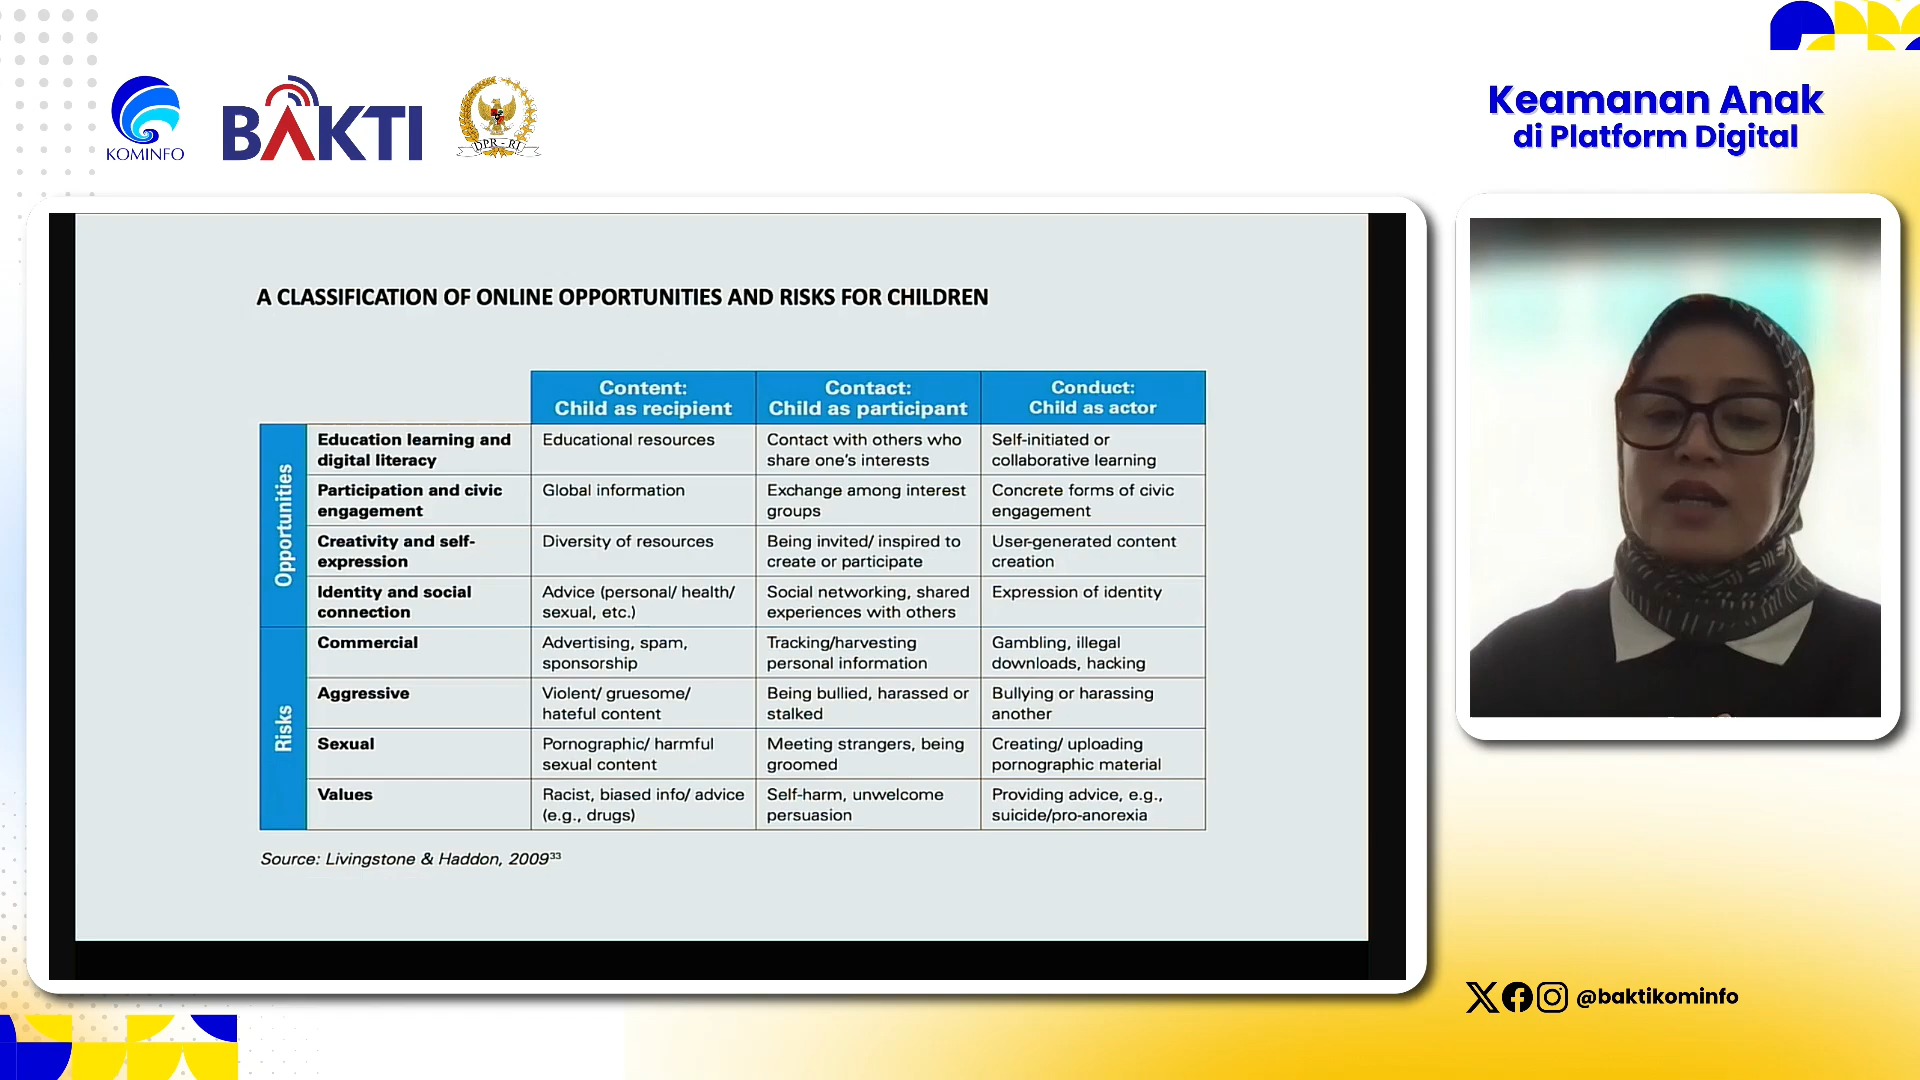 KOMINFO
BAKTI
DPR - RI
Keamanan Anak
di Platform Digital
A CLASSIFICATION OF ONLINE OPPORTUNITIES AND RISKS FOR CHILDREN
Content:
Child as recipient
Contact:
Child as participant
Conduct:
Child as actor
Opportunities
Education learning and
digital literacy
Educational resources
Contact with others who
share one’s interests
Self-initiated or
collaborative learning
Participation and civic
engagement
Global information
Exchange among interest
groups
Concrete forms of civic
engagement
Creativity and self-
expression
Diversity of resources
Being invited/ inspired to
create or participate
User-generated content
creation
Identity and social
connection
Advice (personal/ health/
sexual, etc.)
Social networking, shared
experiences with others
Expression of identity
Risks
Commercial
Advertising, spam,
sponsorship
Tracking/harvesting
personal information
Gambling, illegal
downloads, hacking
Aggressive
Violent/ gruesome/
hateful content
Being bullied, harassed or
stalked
Bullying or harassing
another
Sexual
Pornographic/ harmful
sexual content
Meeting strangers, being
groomed
Creating/ uploading
pornographic material
Values
Racist, biased info/ advice
(e.g., drugs)
Self-harm, unwelcome
persuasion
Providing advice, e.g.,
suicide/pro-anorexia
Source: Livingstone & Haddon, 2009³³
@baktikominfo